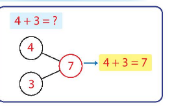 4 + 3 = ?
4
7
4 + 3 = 7
3